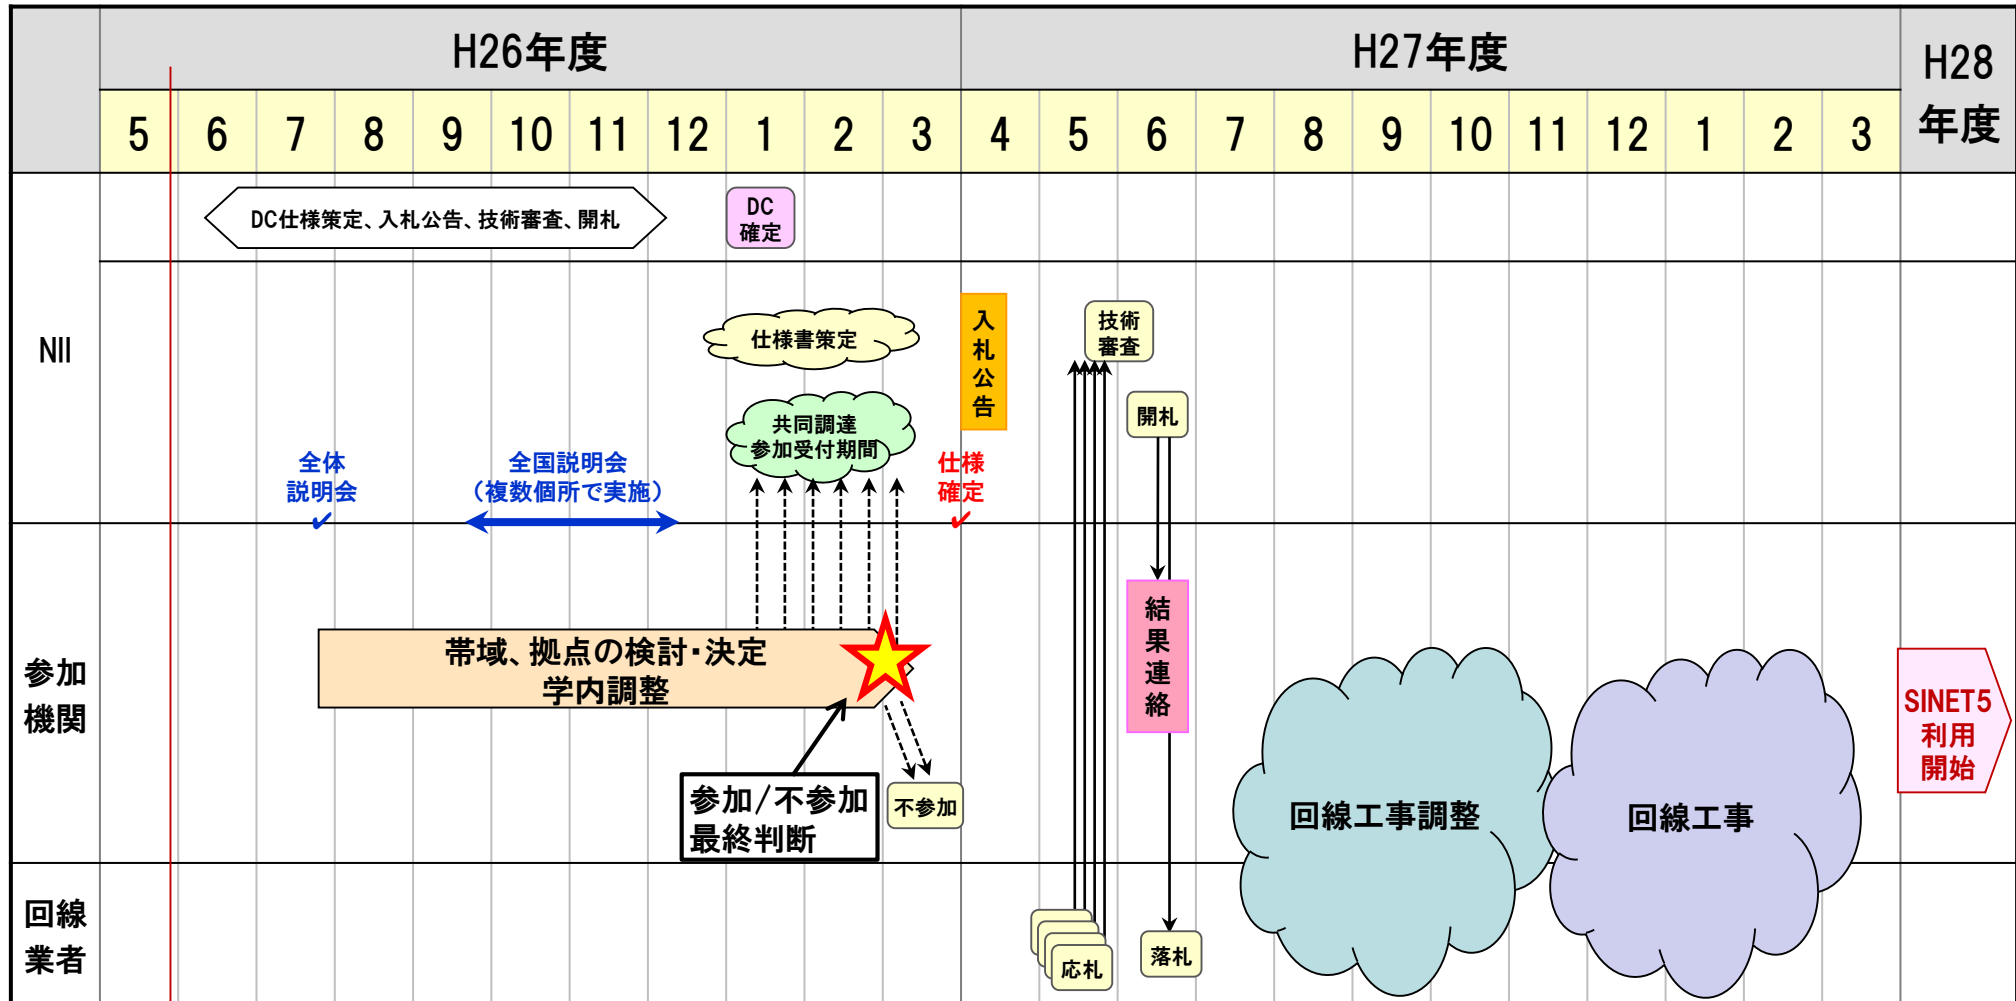 H26年度
H27年度
H28
年度
5 6 7 8 9 10 11 12 1 2 3 4 5 6 7 8 9 10 11 12 1 2 3
NII
DC仕様策定、入札公告、技術審査、開札
DC
確定
仕様書策定
入札公告
技術
審査
共同調達
参加受付期間
開札
全体
説明会
全国説明会
(複数個所で実施)
仕様
確定
参加
機関
帯域、拠点の検討・決定
学内調整
結果連絡
参加/不参加
最終判断
不参加
回線工事調整
回線工事
SINET5
利用
開始
回線
業者
応札
落札